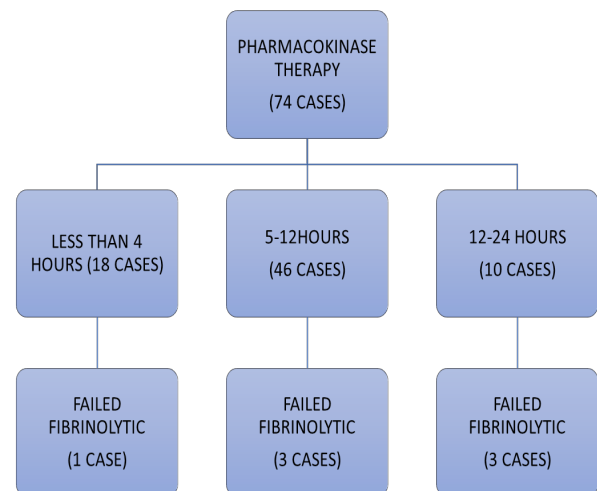 PHARMACOKINASE
THERAPY
(74 CASES)
LESS THAN 4
HOURS (18 CASES)
5-12HOURS
(46 CASES)
12-24 HOURS
(10 CASES)
FAILED
FIBRINOLYTIC
(1 CASE)
FAILED
FIBRINOLYTIC
(3 CASES)
FAILED
FIBRINOLYTIC
(3 CASES)